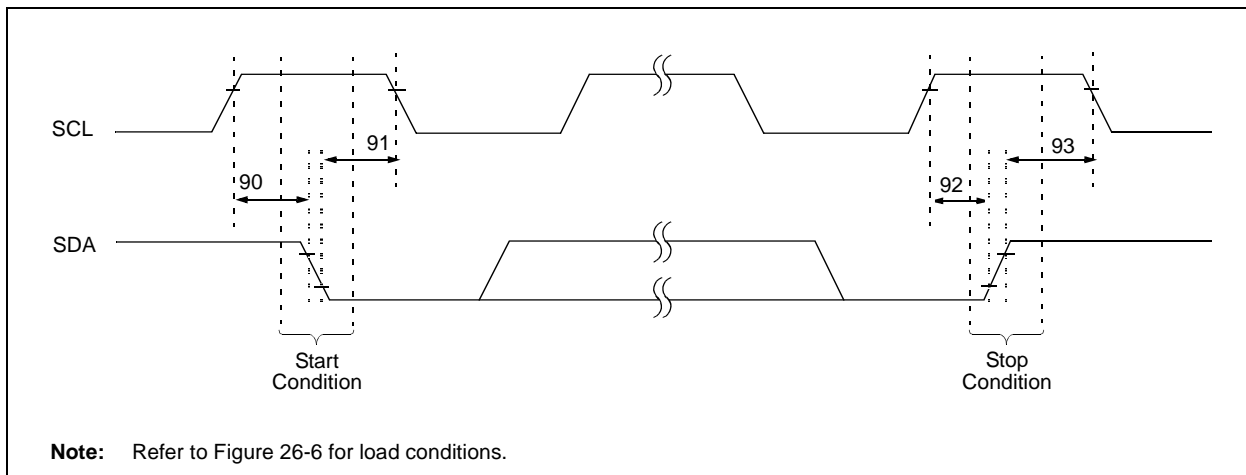 SCL
91
93
90
92
SDA
Start
Condition
Stop
Condition
Note: Refer to Figure 26-6 for load conditions.